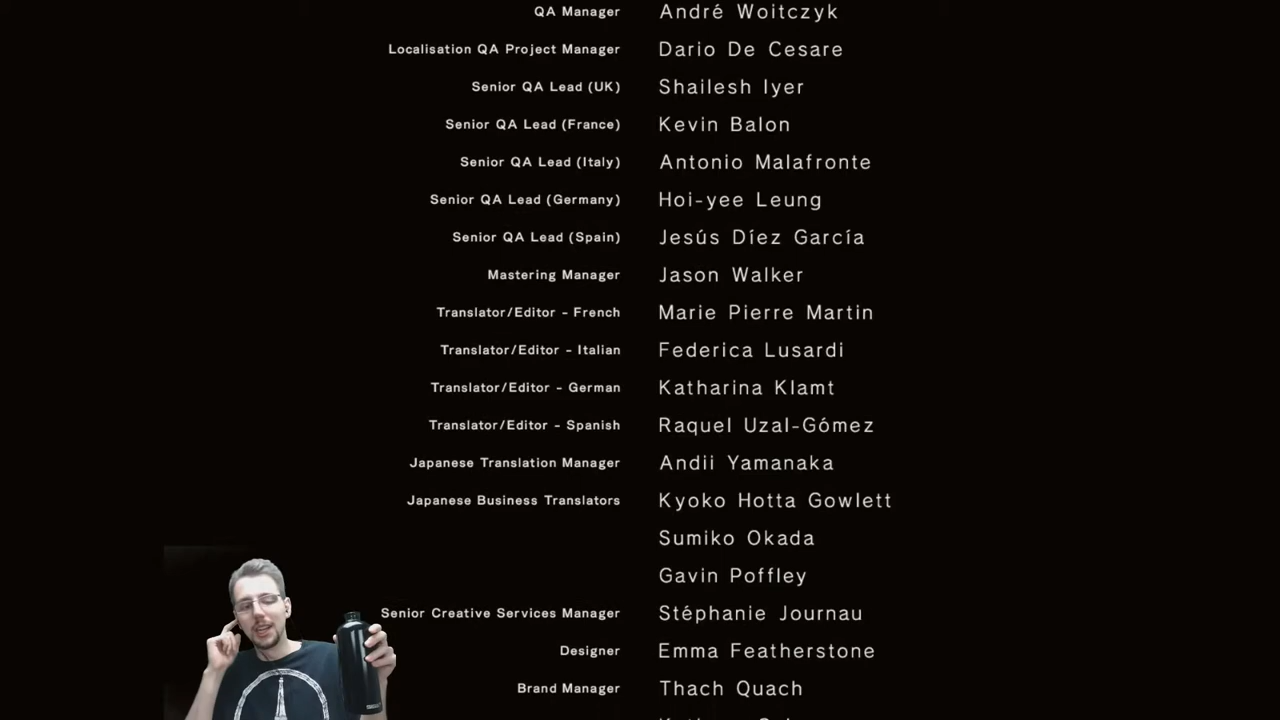 QA Manager André Woitczyk
Localisation QA Project Manager Dario De Cesare
Senior QA Lead (UK) Shailesh Iyer
Senior QA Lead (France) Kevin Balon
Senior QA Lead (Italy) Antonio Malafronte
Senior QA Lead (Germany) Hoi-yee Leung
Senior QA Lead (Spain) Jesús Díez García
Mastering Manager Jason Walker
Translator/Editor - French Marie Pierre Martin
Translator/Editor - Italian Federica Lusardi
Translator/Editor - German Katharina Klamt
Translator/Editor - Spanish Raquel Uzal-Gómez
Japanese Translation Manager Andii Yamanaka
Japanese Business Translators Kyoko Hotta Gowlett
Sumiko Okada
Gavin Poffley
Senior Creative Services Manager Stéphanie Journau
Designer Emma Featherstone
Brand Manager Thach Quach